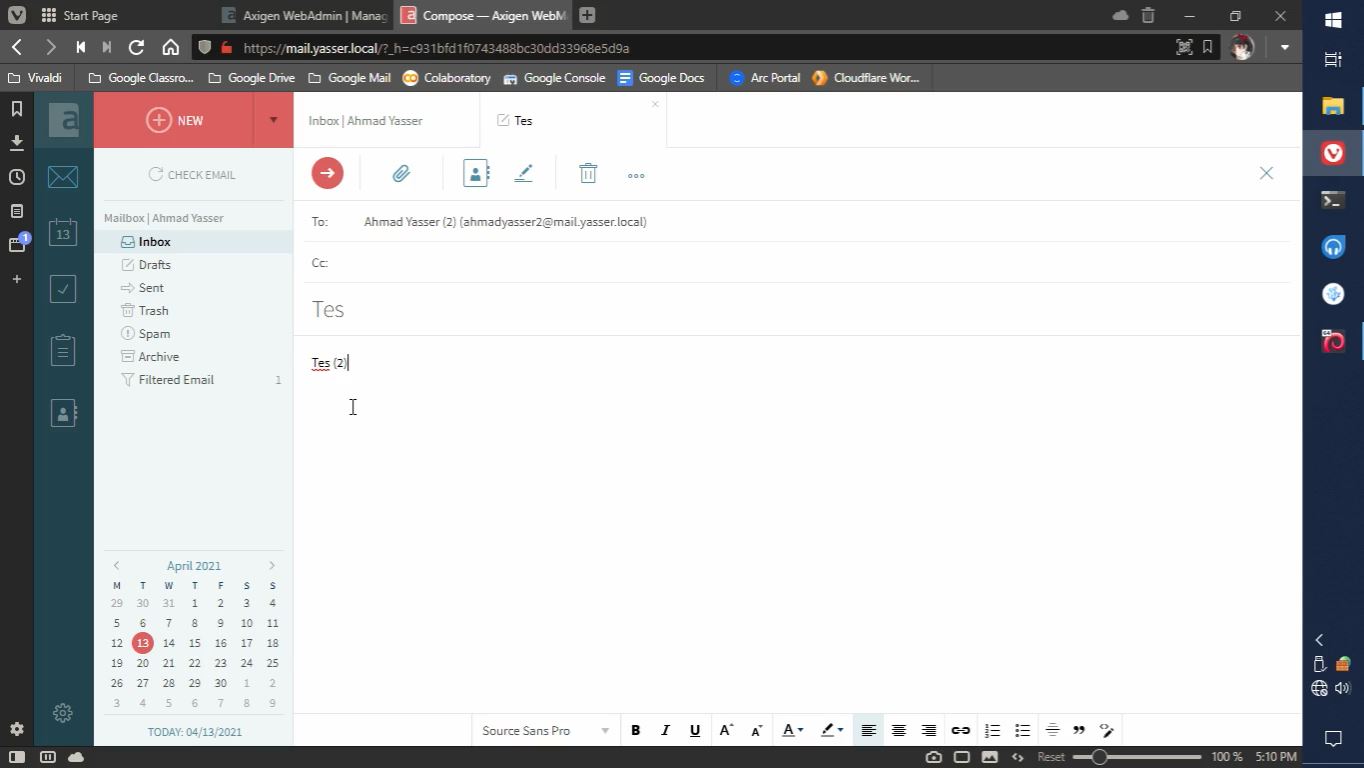 Start Page
Axigen WebAdmin | Manag
Compose — Axigen WebM
https://mail.yasser.local/?_h=c931bfd1f0743488bc30dd33968e5d9a
Vivaldi
Google Classro...
Google Drive
Google Mail
Colaboratory
Google Console
Google Docs
Arc Portal
Cloudflare Wor...
a
NEW
Inbox | Ahmad Yasser
Tes
CHECK EMAIL
Mailbox | Ahmad Yasser
To: Ahmad Yasser (2) (ahmadyasser2@mail.yasser.local)
13
1
Inbox
Cc:
Drafts
Sent
Tes
Trash
Spam
Archive
Tes (2)
Filtered Email 1
April 2021
M T W T F S S
29 30 31 1 2 3 4
5 6 7 8 9 10 11
12 13 14 15 16 17 18
19 20 21 22 23 24 25
26 27 28 29 30 1 2
3 4 5 6 7 8 9
TODAY: 04/13/2021
Source Sans Pro
B I U A A A
Reset
100 %
5:10 PM